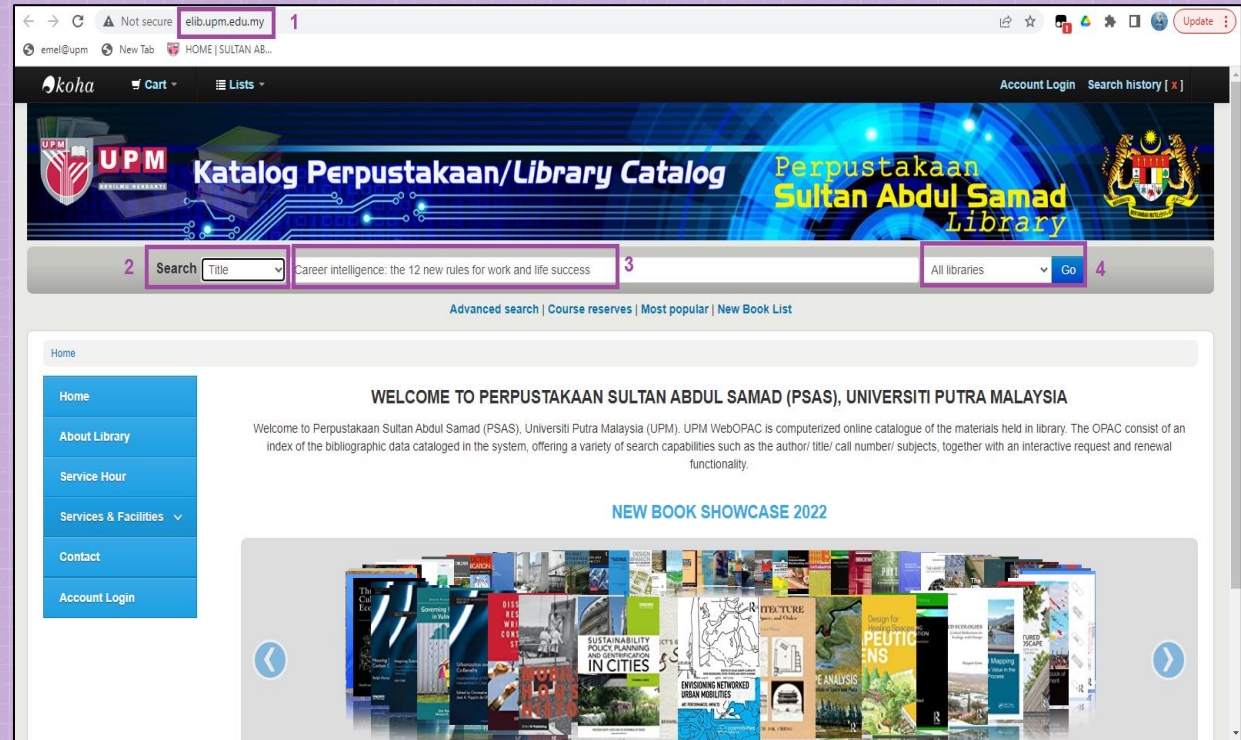 Not secure elib.upm.edu.my 1 Update
1
emel@upm New Tab HOME | SULTAN AB...
koha Cart Lists Account Login Search history [ x ]
UPM
UPM
BERILMU BERBAKTI
Katalog Perpustakaan/Library Catalog
Perpustakaan
Sultan Abdul Samad
Library
2 Search Title Career intelligence: the 12 new rules for work and life success 3 All libraries Go 4
Advanced search | Course reserves | Most popular | New Book List
Home
Home
About Library
Service Hour
Services & Facilities
Contact
Account Login
WELCOME TO PERPUSTAKAAN SULTAN ABDUL SAMAD (PSAS), UNIVERSITI PUTRA MALAYSIA
Welcome to Perpustakaan Sultan Abdul Samad (PSAS), Universiti Putra Malaysia (UPM). UPM WebOPAC is computerized online catalogue of the materials held in library. The OPAC consist of an
index of the bibliographic data cataloged in the system, offering a variety of search capabilities such as the author/ title/ call number/ subjects, together with an interactive request and renewal
functionality.
NEW BOOK SHOWCASE 2022
SUSTAINABILITY
POLICY, PLANNING
AND GENTRIFICATION
IN CITIES
ENVISIONING NETWORKED
URBAN MOBILITIES
Design for
Healing Spaces